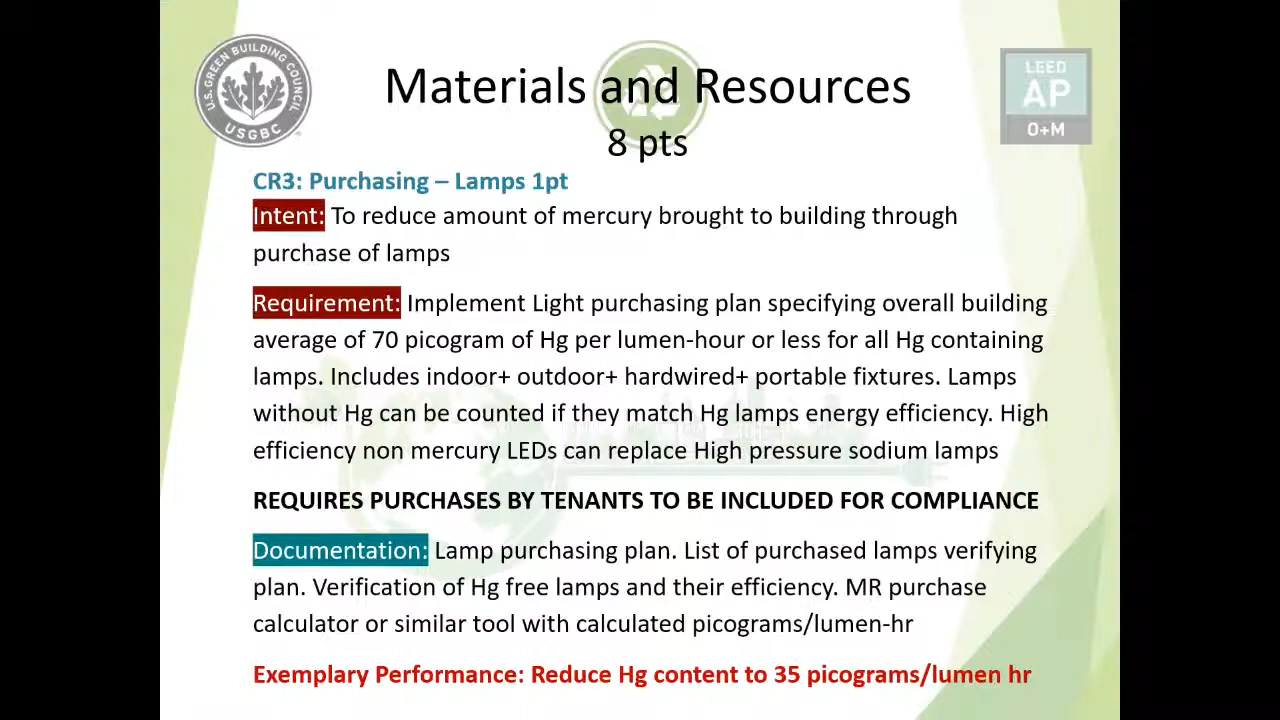 U.S. GREEN BUILDING COUNCIL
USGBC
LEED
AP
O+M
Materials and Resources
8 pts
CR3: Purchasing – Lamps 1pt
Intent: To reduce amount of mercury brought to building through
purchase of lamps
Requirement: Implement Light purchasing plan specifying overall building
average of 70 picogram of Hg per lumen-hour or less for all Hg containing
lamps. Includes indoor+ outdoor+ hardwired+ portable fixtures. Lamps
without Hg can be counted if they match Hg lamps energy efficiency. High
efficiency non mercury LEDs can replace High pressure sodium lamps
REQUIRES PURCHASES BY TENANTS TO BE INCLUDED FOR COMPLIANCE
Documentation: Lamp purchasing plan. List of purchased lamps verifying
plan. Verification of Hg free lamps and their efficiency. MR purchase
calculator or similar tool with calculated picograms/lumen-hr
Exemplary Performance: Reduce Hg content to 35 picograms/lumen hr